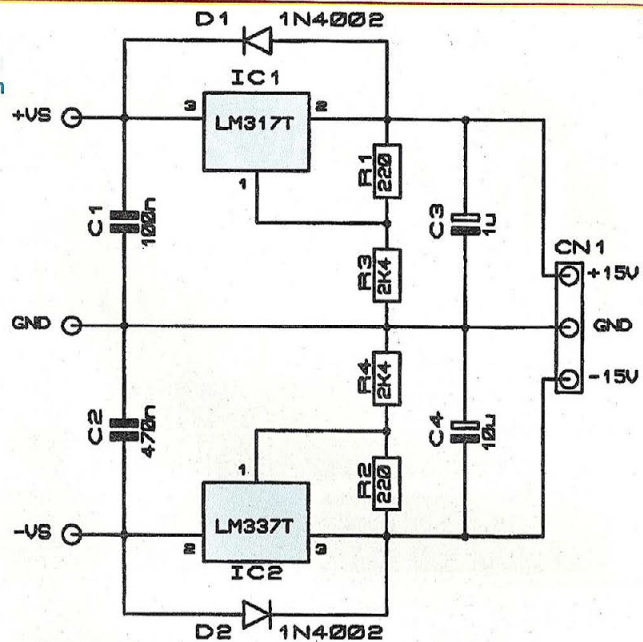 D1 1N4002
n
IC1
+VS
3
LM317T
2
1
R1
220
C1
100n
C3
1u
R3
2K4
CN1
+15V
GND
GND
R4
2K4
-15V
C2
470n
C4
10u
1
R2
220
-VS
2
LM337T
3
IC2
D2 1N4002